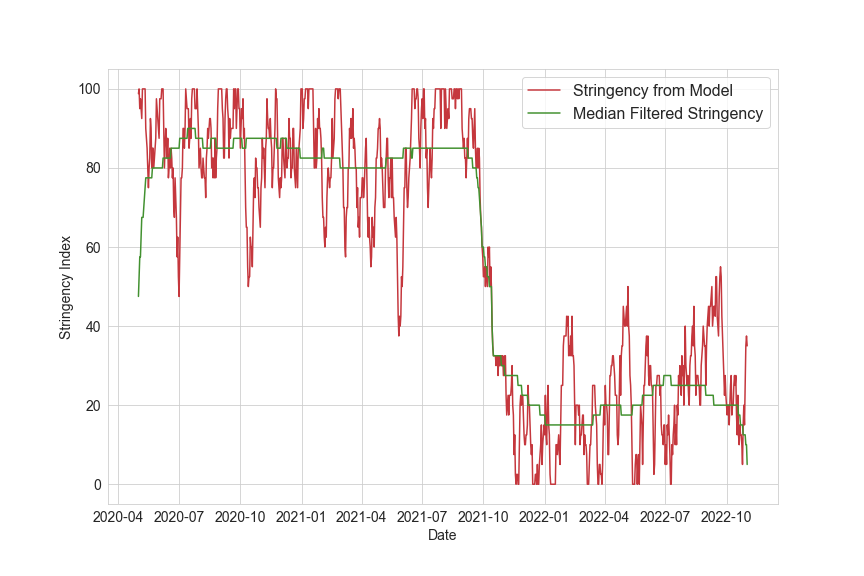 Stringency from Model
Median Filtered Stringency
Stringency Index
100
80
60
40
20
0
2020-04 2020-07 2020-10 2021-01 2021-04 2021-07 2021-10 2022-01 2022-04 2022-07 2022-10
Date